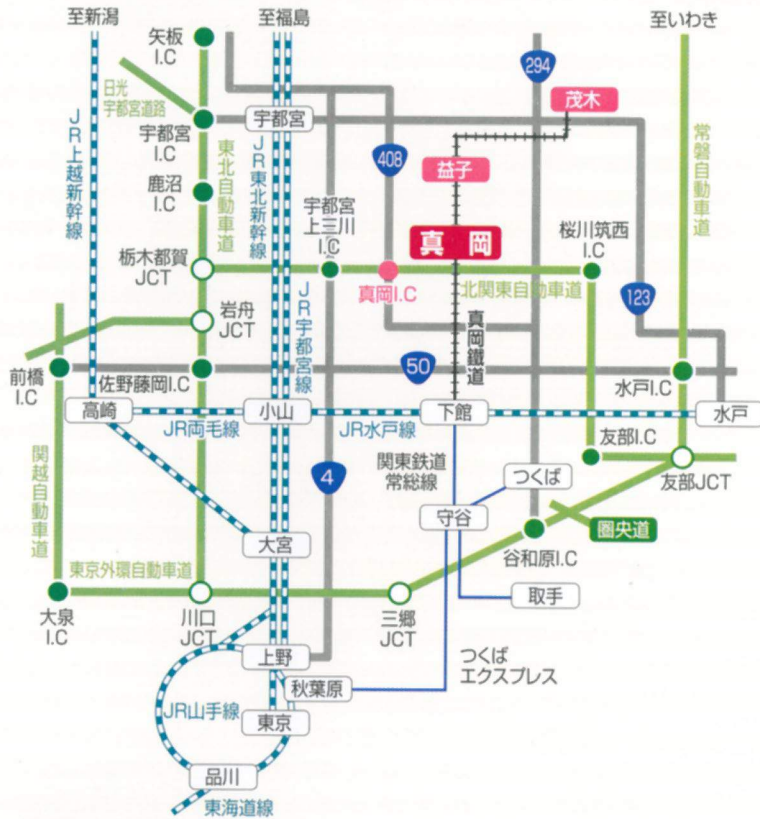 至新潟
至福島
至いわき
矢板
I.C
294
日光
宇都宮道路
茂木
宇都宮
I.C
宇都宮
JR上越新幹線
東北自動車道
JR東北新幹線
常磐自動車道
408
益子
鹿沼
I.C
宇都宮
上三川
I.C
真岡
桜川筑西
I.C
栃木都賀
JCT
真岡I.C
北関東自動車道
123
岩舟
JCT
JR宇都宮線
真岡鐵道
前橋
I.C
佐野藤岡I.C
50
水戸I.C
高崎
小山
下館
水戸
JR両毛線
JR水戸線
関越自動車道
4
関東鉄道
常総線
つくば
友部I.C
友部JCT
守谷
大宮
谷和原I.C
圏央道
東京外環自動車道
取手
大泉
I.C
川口
JCT
三郷
JCT
上野
つくば
エクスプレス
秋葉原
JR山手線
東京
品川
東海道線